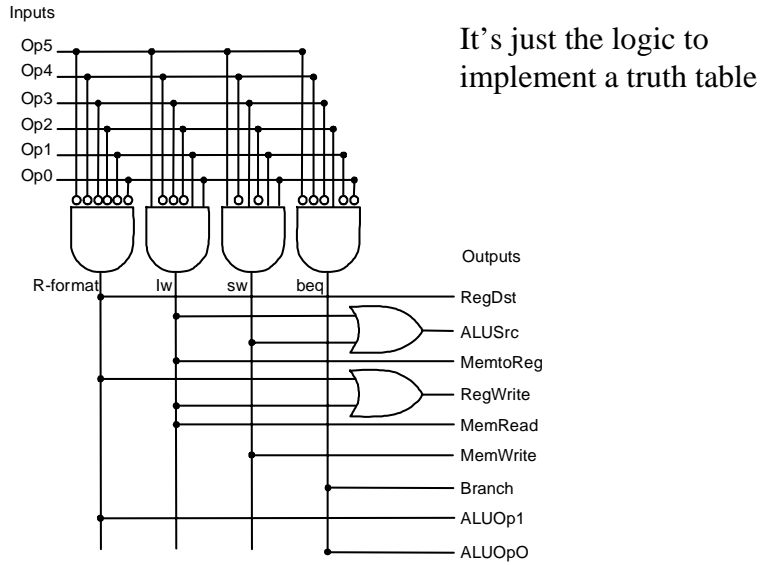 Inputs
Op5
Op4
Op3
Op2
Op1
Op0
It's just the logic to
implement a truth table
R-format
lw
sw
beq
Outputs
RegDst
ALUSrc
MemtoReg
RegWrite
MemRead
MemWrite
Branch
ALUOp1
ALUOpO